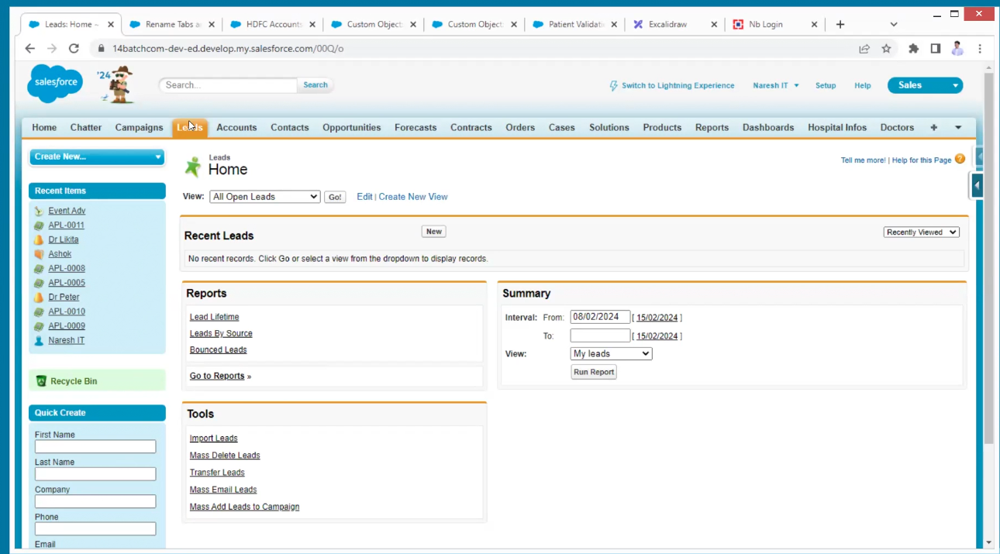 Leads: Home ~
Rename Tabs a
HDFC Accounts
Custom Object:
Custom Object:
Patient Validati
Excalidraw
Nb Login
14batchcom-dev-ed.develop.my.salesforce.com/00Q/o
salesforce
'24
Search...
Search
Switch to Lightning Experience
Naresh IT
Setup
Help
Sales
Home
Chatter
Campaigns
Leads
Accounts
Contacts
Opportunities
Forecasts
Contracts
Orders
Cases
Solutions
Products
Reports
Dashboards
Hospital Infos
Doctors
+
Create New...
Recent Items
Event Adv
APL-0011
Dr Likita
Ashok
APL-0008
APL-0005
Dr Peter
APL-0010
APL-0009
Naresh IT
Recycle Bin
Quick Create
First Name
Last Name
Company
Phone
Email
Leads
Home
Tell me more! | Help for this Page
View: All Open Leads Go! Edit | Create New View
Recent Leads
New
Recently Viewed
No recent records. Click Go or select a view from the dropdown to display records.
Reports
Lead Lifetime
Leads By Source
Bounced Leads
Go to Reports »
Summary
Interval: From: 08/02/2024 [ 15/02/2024 ]
To: [ 15/02/2024 ]
View: My leads
Run Report
Tools
Import Leads
Mass Delete Leads
Transfer Leads
Mass Email Leads
Mass Add Leads to Campaign